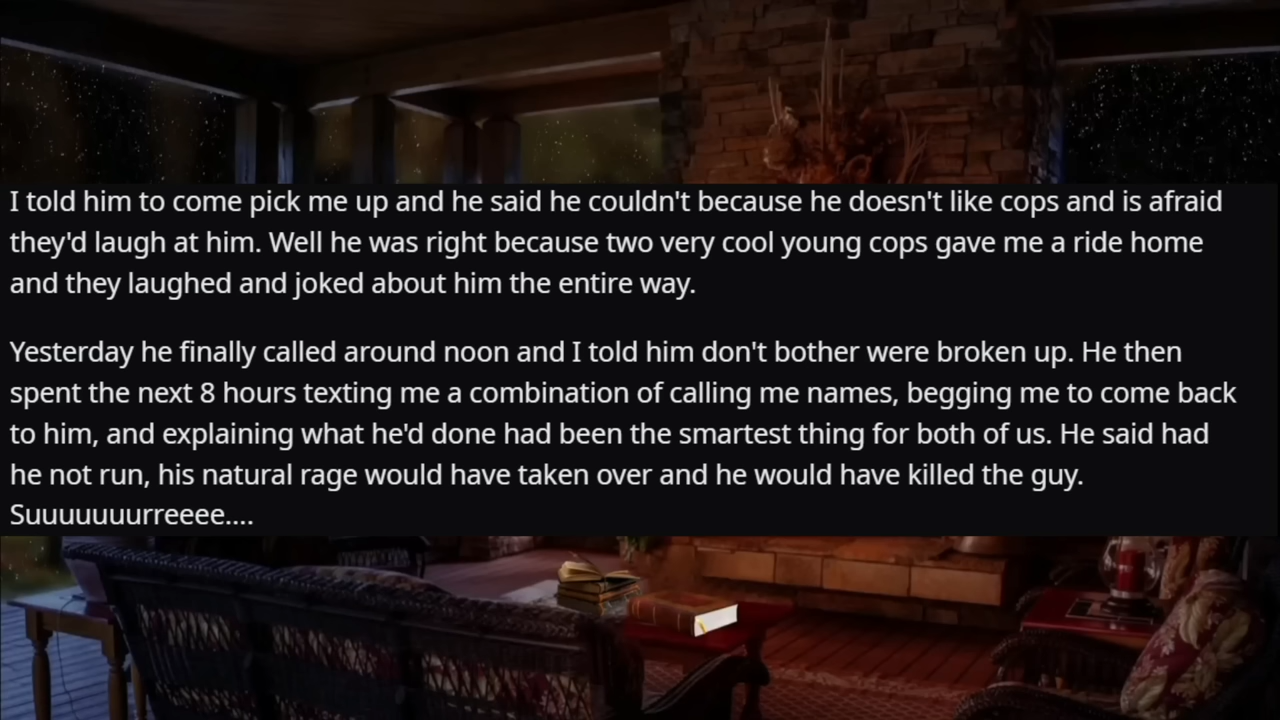 I told him to come pick me up and he said he couldn't because he doesn't like cops and is afraid
they'd laugh at him. Well he was right because two very cool young cops gave me a ride home
and they laughed and joked about him the entire way.
Yesterday he finally called around noon and I told him don't bother were broken up. He then
spent the next 8 hours texting me a combination of calling me names, begging me to come back
to him, and explaining what he'd done had been the smartest thing for both of us. He said had
he not run, his natural rage would have taken over and he would have killed the guy.
Suuuuuuurreeee....